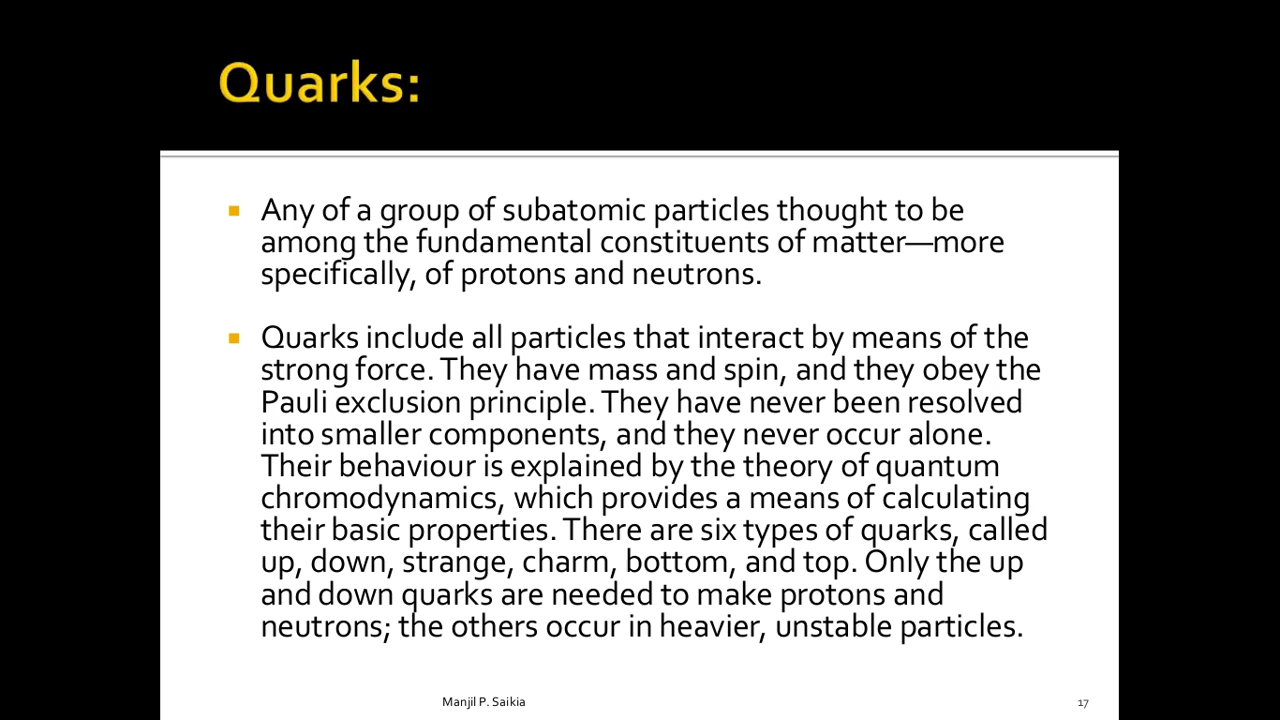 Quarks:
Any of a group of subatomic particles thought to be
among the fundamental constituents of matter—more
specifically, of protons and neutrons.
Quarks include all particles that interact by means of the
strong force. They have mass and spin, and they obey the
Pauli exclusion principle. They have never been resolved
into smaller components, and they never occur alone.
Their behaviour is explained by the theory of quantum
chromodynamics, which provides a means of calculating
their basic properties. There are six types of quarks, called
up, down, strange, charm, bottom, and top. Only the up
and down quarks are needed to make protons and
neutrons; the others occur in heavier, unstable particles.
Manjil P. Saikia
17